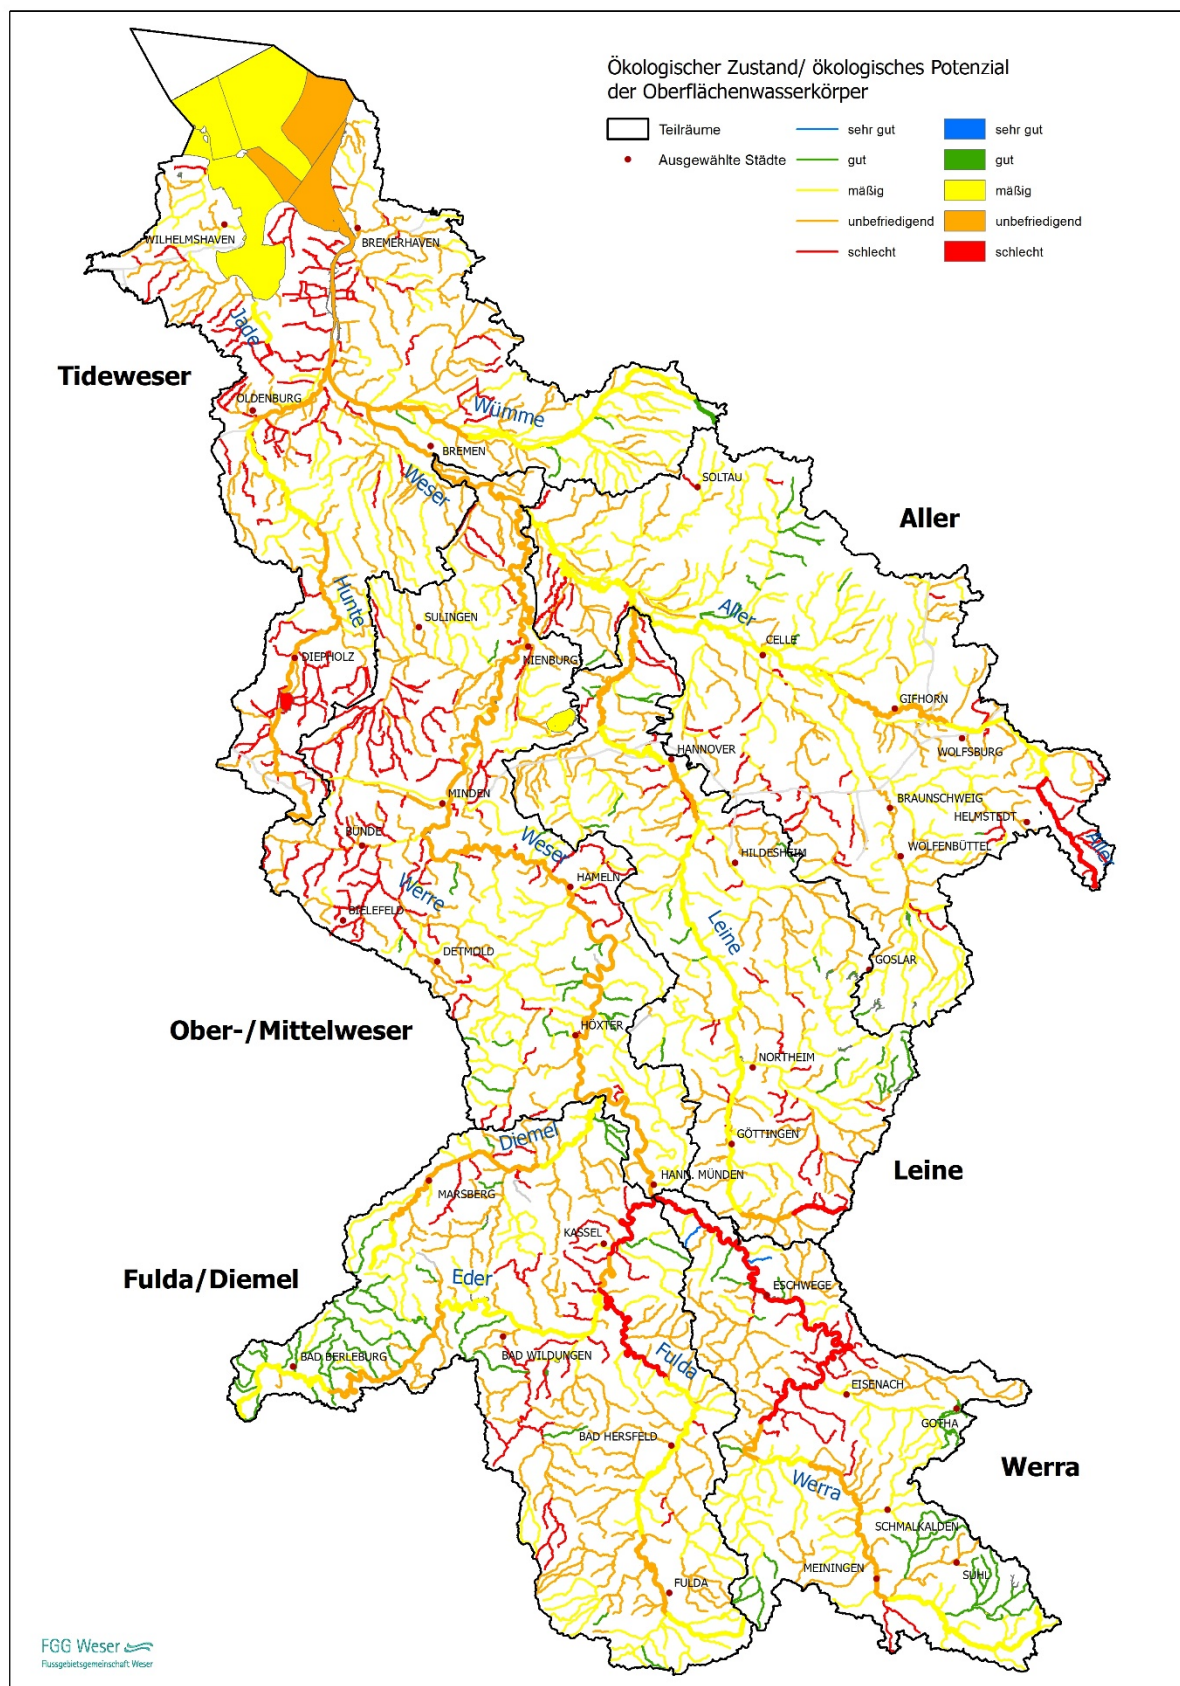 Ökologischer Zustand/ ökologisches Potenzial
der Oberflächenwasserkörper
Teilräume
Ausgewählte Städte
sehr gut
gut
mäßig
unbefriedigend
schlecht
sehr gut
gut
mäßig
unbefriedigend
schlecht
WILHELMSHAVEN
BREMERHAVEN
Jade
Tideweser
OLDENBURG
Wümme
BREMEN
Weser
SOLTAU
Aller
Hunte
SULINGEN
Aller
CELLE
DIEPHOLZ
NIENBURG
GIFHORN
WOLFSBURG
HANNOVER
MINDEN
BRAUNSCHWEIG
HELMSTEDT
BÜNDE
Weser
WOLFENBÜTTEL
Aller
HILDESHEIM
HAMELN
Werre
BIELEFELD
Leine
DETMOLD
GOSLAR
Ober-/Mittelweser
HÖXTER
NORTHEIM
Diemel
GÖTTINGEN
Leine
MARSBERG
HANN. MÜNDEN
KASSEL
Fulda/Diemel
Eder
ESCHWEGE
BAD BERLEBURG
BAD WILDUNGEN
Fulda
EISENACH
GOTHA
BAD HERSFELD
Werra
Werra
SCHMALKALDEN
MEININGEN
SUHL
FULDA
FGG Weser
Flussgebietsgemeinschaft Weser